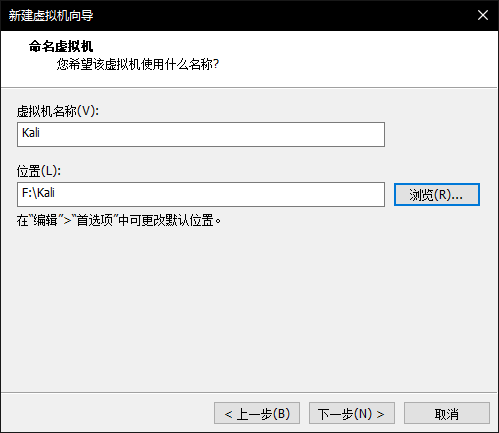 新建虚拟机向导
命名虚拟机
您希望该虚拟机使用什么名称?
虚拟机名称(V):
Kali
位置(L):
F:\Kali
浏览(R)...
在"编辑">"首选项"中可更改默认位置。
< 上一步(B)
下一步(N) >
取消